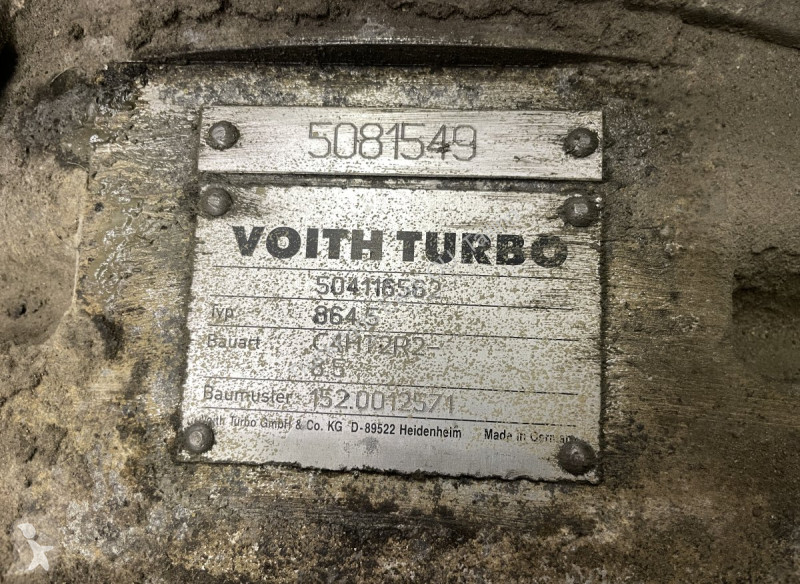 5081549
VOITH TURBO
504116562
Typ 864.5
Bauart C4HT2R2-
8.5
Baumuster 152.0012571
Voith Turbo GmbH & Co. KG D-89522 Heidenheim Made in German